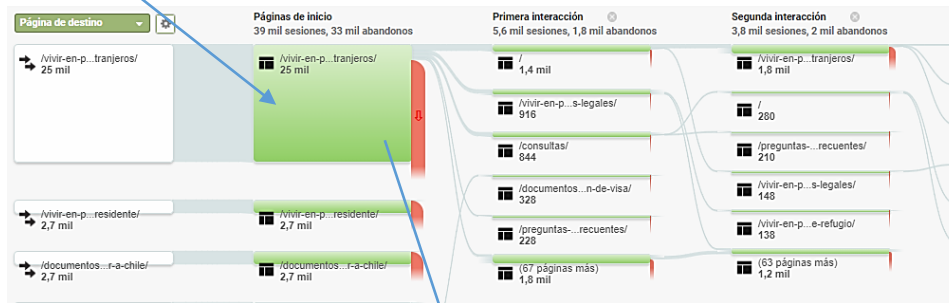 Página de destino
Páginas de inicio
39 mil sesiones, 33 mil abandonos
Primera interacción
5,6 mil sesiones, 1,8 mil abandonos
Segunda interacción
3,8 mil sesiones, 2 mil abandonos
/vivir-en-p...tranjeros/
25 mil
/vivir-en-p...residente/
2,7 mil
/documentos...r-a-chile/
2,7 mil
/vivir-en-p...tranjeros/
25 mil
/vivir-en-p...residente/
2,7 mil
/documentos...r-a-chile/
2,7 mil
/
1,4 mil
/vivir-en-p...s-legales/
916
/consultas/
844
/documentos...n-de-visa/
328
/preguntas-...recuentes/
228
(67 páginas más)
1,8 mil
/vivir-en-p...tranjeros/
1,8 mil
/
280
/preguntas-...recuentes/
210
/vivir-en-p...s-legales/
148
/vivir-en-p...e-refugio/
138
(63 páginas más)
1,2 mil